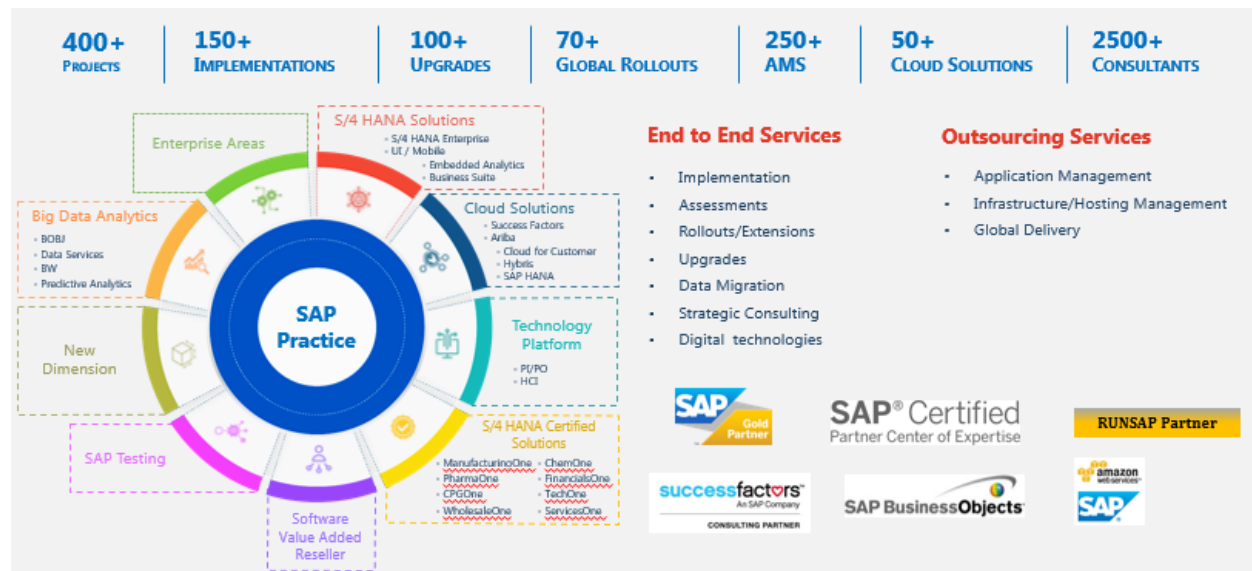 400+
PROJECTS
150+
IMPLEMENTATIONS
100+
UPGRADES
70+
GLOBAL ROLLOUTS
250+
AMS
50+
CLOUD SOLUTIONS
2500+
CONSULTANTS
Enterprise Areas
S/4 HANA Solutions
- S/4 HANA Enterprise
- UI / Mobile
- Embedded Analytics
- Business Suite
Big Data Analytics
- BOBJ
- Data Services
- BW
- Predictive Analytics
Cloud Solutions
- Success Factors
- Ariba
- Cloud for Customer
- Hybris
- SAP HANA
SAP
Practice
New
Dimension
Technology
Platform
- PI/PO
- HCI
SAP Testing
S/4 HANA Certified
Solutions
- ManufacturingOne - ChemOne
- PharmaOne - FinancialsOne
- CPGOne - TechOne
- WholesaleOne - ServicesOne
Software
Value Added
Reseller
End to End Services
• Implementation
• Assessments
• Rollouts/Extensions
• Upgrades
• Data Migration
• Strategic Consulting
• Digital technologies
Outsourcing Services
• Application Management
• Infrastructure/Hosting Management
• Global Delivery
SAP
Gold
Partner
SAP® Certified
Partner Center of Expertise
RUNSAP Partner
successfactors™
An SAP Company
CONSULTING PARTNER
SAP BusinessObjects
amazon
web services™
SAP